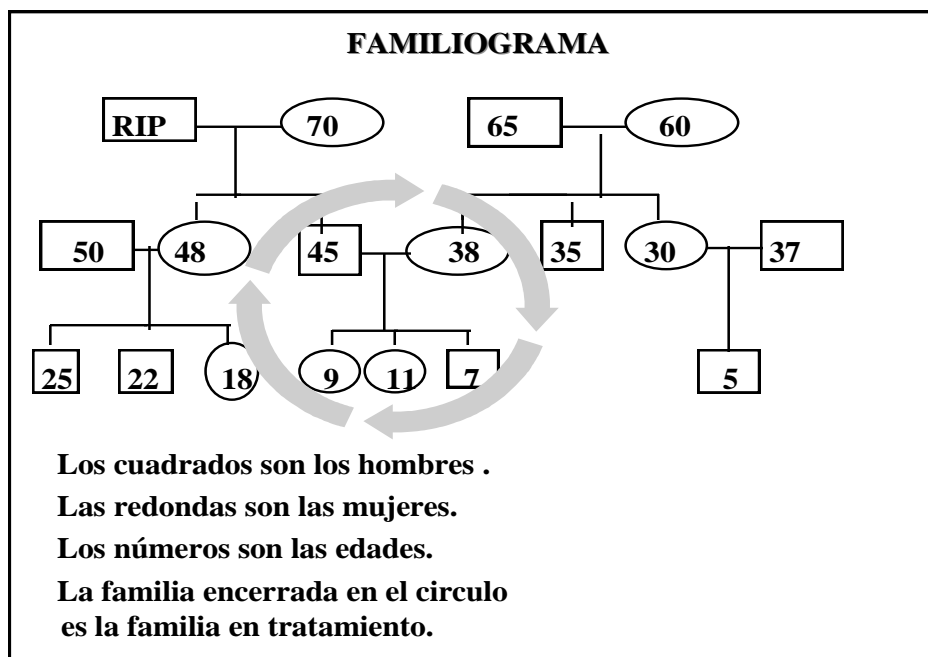 FAMILIOGRAMA
RIP 70 65 60
50 48 45 38 35 30 37
25 22 18 9 11 7 5
Los cuadrados son los hombres .
Las redondas son las mujeres.
Los números son las edades.
La familia encerrada en el circulo
es la familia en tratamiento.